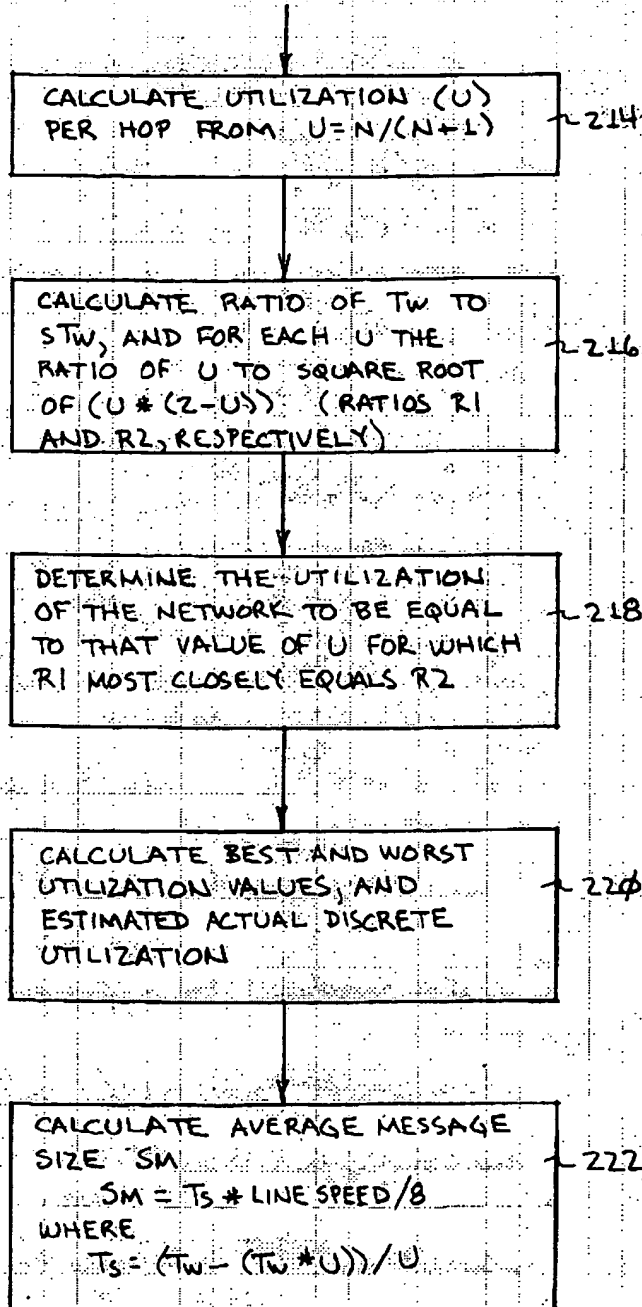 CALCULATE UTILIZATION (U)
PER HOP FROM U=N/(N+1)
214
CALCULATE RATIO OF TW TO
STW, AND FOR EACH U THE
RATIO OF U TO SQUARE ROOT
OF (U * (2-U)) (RATIOS R1
AND R2, RESPECTIVELY)
216
DETERMINE THE UTILIZATION
OF THE NETWORK TO BE EQUAL
TO THAT VALUE OF U FOR WHICH
R1 MOST CLOSELY EQUALS R2
218
CALCULATE BEST AND WORST
UTILIZATION VALUES, AND
ESTIMATED ACTUAL DISCRETE
UTILIZATION
220
CALCULATE AVERAGE MESSAGE
SIZE SM
SM = TS * LINE SPEED/8
WHERE
TS = (TW - (TW * U))/U
222